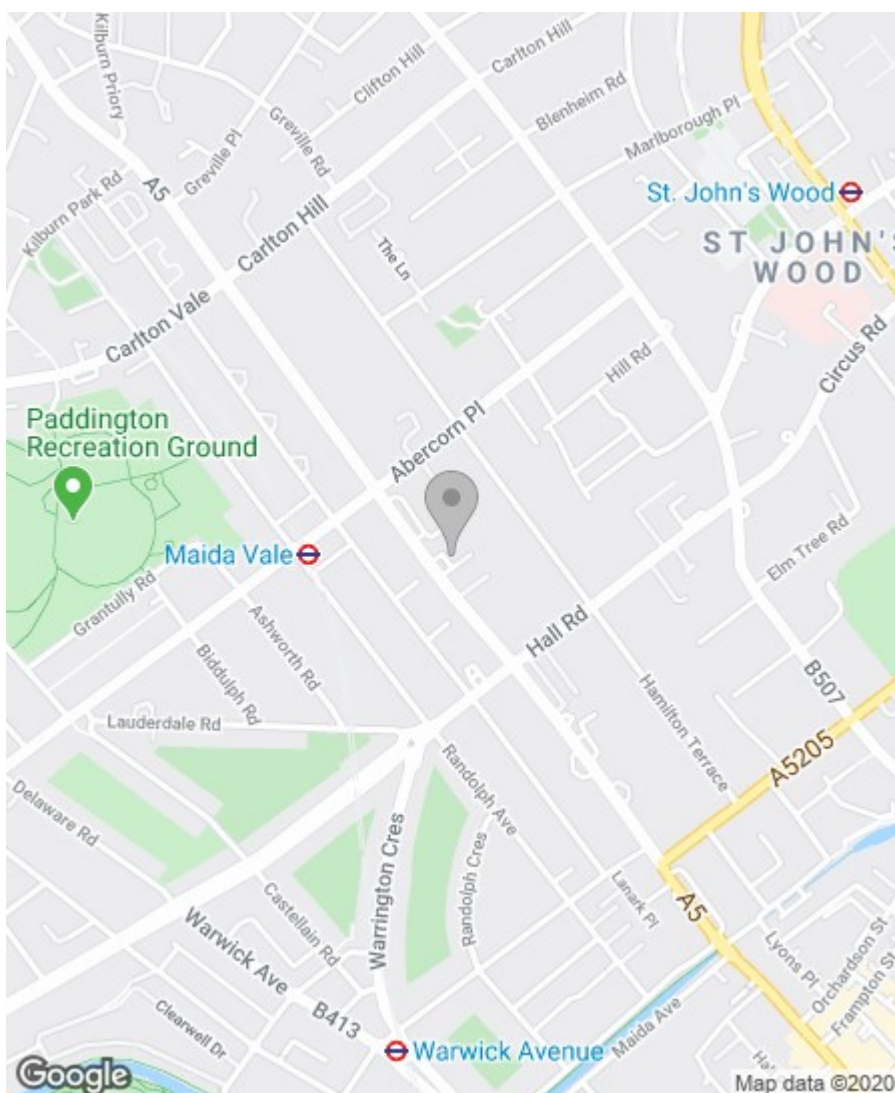 Kilburn Priory
Clifton Hill
Carlton Hill
Blenheim Rd
Marlborough Pl
A5
Greville Pl
Greville Rd
Kilburn Park Rd
Carlton Hill
St. John's Wood
ST JOHN'S
WOOD
The Ln
Carlton Vale
Circus Rd
Hill Rd
Paddington
Recreation Ground
Abercorn Pl
Maida Vale
Elm Tree Rd
Grantully Rd
Ashworth Rd
Hall Rd
Biddulph Rd
Hamilton Terrace
B507
Lauderdale Rd
A5205
Delaware Rd
Randolph Ave
Warrington Cres
Randolph Cres
Castellain Rd
Lanark Pl
A5
Warwick Ave
B413
Lyons Pl
Orchardson St
Frampton St
Clearwell Dr
Maida Ave
Warwick Avenue
Google
Map data ©2020